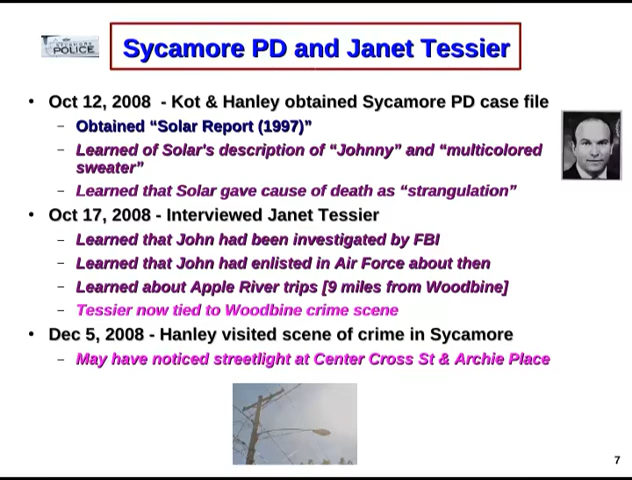 POLICE
Sycamore PD and Janet Tessier
• Oct 12, 2008 - Kot & Hanley obtained Sycamore PD case file
– Obtained “Solar Report (1997)”
– Learned of Solar's description of “Johnny” and “multicolored
sweater”
– Learned that Solar gave cause of death as “strangulation”
• Oct 17, 2008 - Interviewed Janet Tessier
– Learned that John had been investigated by FBI
– Learned that John had enlisted in Air Force about then
– Learned about Apple River trips [9 miles from Woodbine]
– Tessier now tied to Woodbine crime scene
• Dec 5, 2008 - Hanley visited scene of crime in Sycamore
– May have noticed streetlight at Center Cross St & Archie Place
7